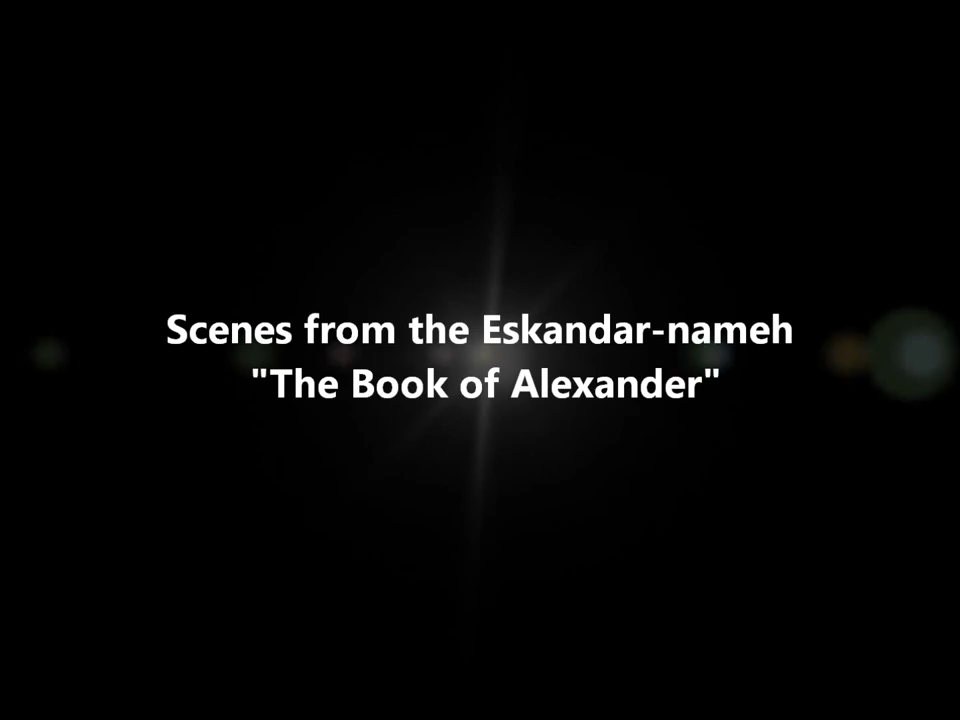 Scenes from the Eskandar-nameh
"The Book of Alexander"